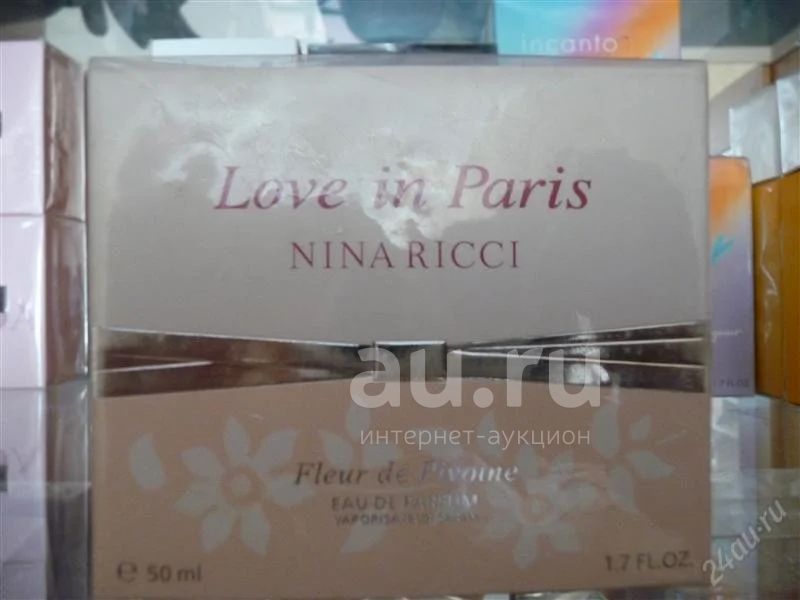 incanto
Love in Paris
NINA RICCI
au.ru
интернет-аукцион
Fleur de Pivoine
EAU DE PARFUM
℮ 50 ml
1.7 FL.OZ.
24au.ru